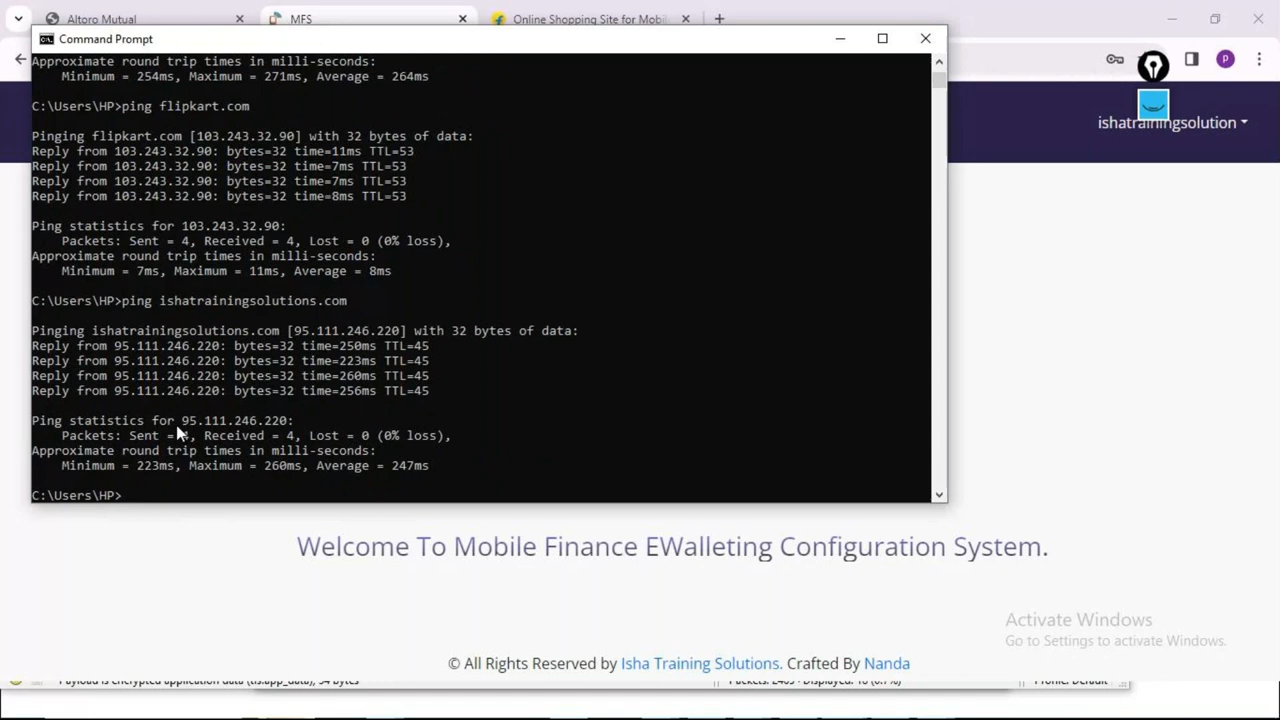 Altoro Mutual
MFS
Online Shopping Site for Mobil
Command Prompt
P
ishatrainingsolution
Approximate round trip times in milli-seconds:
Minimum = 254ms, Maximum = 271ms, Average = 264ms
C:\Users\HP>ping flipkart.com
Pinging flipkart.com [103.243.32.90] with 32 bytes of data:
Reply from 103.243.32.90: bytes=32 time=11ms TTL=53
Reply from 103.243.32.90: bytes=32 time=7ms TTL=53
Reply from 103.243.32.90: bytes=32 time=7ms TTL=53
Reply from 103.243.32.90: bytes=32 time=8ms TTL=53
Ping statistics for 103.243.32.90:
Packets: Sent = 4, Received = 4, Lost = 0 (0% loss),
Approximate round trip times in milli-seconds:
Minimum = 7ms, Maximum = 11ms, Average = 8ms
C:\Users\HP>ping ishatrainingsolutions.com
Pinging ishatrainingsolutions.com [95.111.246.220] with 32 bytes of data:
Reply from 95.111.246.220: bytes=32 time=250ms TTL=45
Reply from 95.111.246.220: bytes=32 time=223ms TTL=45
Reply from 95.111.246.220: bytes=32 time=260ms TTL=45
Reply from 95.111.246.220: bytes=32 time=256ms TTL=45
Ping statistics for 95.111.246.220:
Packets: Sent = 4, Received = 4, Lost = 0 (0% loss),
Approximate round trip times in milli-seconds:
Minimum = 223ms, Maximum = 260ms, Average = 247ms
C:\Users\HP>
Welcome To Mobile Finance EWalleting Configuration System.
Activate Windows
Go to Settings to activate Windows.
© All Rights Reserved by Isha Training Solutions. Crafted By Nanda
Payload is encrypted application data (tls.app_data), 54 bytes
Profile: Default